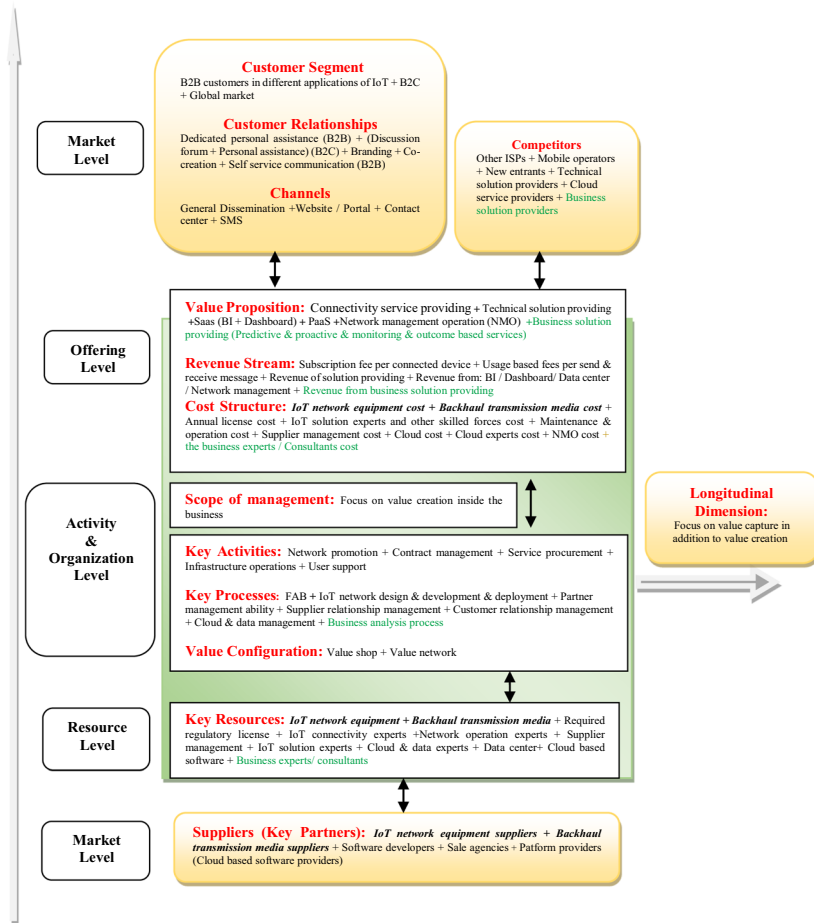 Customer Segment
B2B customers in different applications of IoT + B2C
+ Global market
Customer Relationships
Dedicated personal assistance (B2B) + (Discussion
forum + Personal assistance) (B2C) + Branding + Co-
creation + Self service communication (B2B)
Channels
General Dissemination +Website / Portal + Contact
center + SMS
Market
Level
Competitors
Other ISPs + Mobile operators
+ New entrants + Technical
solution providers + Cloud
service providers + Business
solution providers
Offering
Level
Value Proposition: Connectivity service providing + Technical solution providing
+Saas (BI + Dashboard) + PaaS +Network management operation (NMO) +Business solution
providing (Predictive & proactive & monitoring & outcome based services)
Revenue Stream: Subscription fee per connected device + Usage based fees per send &
receive message + Revenue of solution providing + Revenue from: BI / Dashboard/ Data center
/ Network management + Revenue from business solution providing
Cost Structure: IoT network equipment cost + Backhaul transmission media cost +
Annual license cost + IoT solution experts and other skilled forces cost + Maintenance &
operation cost + Supplier management cost + Cloud cost + Cloud experts cost + NMO cost +
the business experts / Consultants cost
Activity
&
Organization
Level
Scope of management: Focus on value creation inside the
business
Longitudinal
Dimension:
Focus on value capture in
addition to value creation
Key Activities: Network promotion + Contract management + Service procurement +
Infrastructure operations + User support
Key Processes: FAB + IoT network design & development & deployment + Partner
management ability + Supplier relationship management + Customer relationship management
+ Cloud & data management + Business analysis process
Value Configuration: Value shop + Value network
Resource
Level
Key Resources: IoT network equipment + Backhaul transmission media + Required
regulatory license + IoT connectivity experts +Network operation experts + Supplier
management + IoT solution experts + Cloud & data experts + Data center+ Cloud based
software + Business experts/ consultants
Market
Level
Suppliers (Key Partners): IoT network equipment suppliers + Backhaul
transmission media suppliers + Software developers + Sale agencies + Patform providers
(Cloud based software providers)